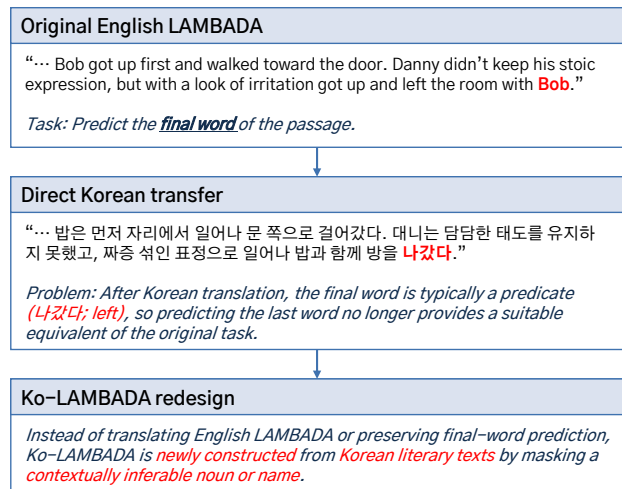 Original English LAMBADA
“··· Bob got up first and walked toward the door. Danny didn’t keep his stoic
expression, but with a look of irritation got up and left the room with Bob.”
Task: Predict the final word of the passage.
Direct Korean transfer
“··· 밥은 먼저 자리에서 일어나 문 쪽으로 걸어갔다. 대니는 담담한 태도를 유지하
지 못했고, 짜증 섞인 표정으로 일어나 밥과 함께 방을 나갔다.”
Problem: After Korean translation, the final word is typically a predicate
(나갔다; left), so predicting the last word no longer provides a suitable
equivalent of the original task.
Ko-LAMBADA redesign
Instead of translating English LAMBADA or preserving final-word prediction,
Ko-LAMBADA is newly constructed from Korean literary texts by masking a
contextually inferable noun or name.